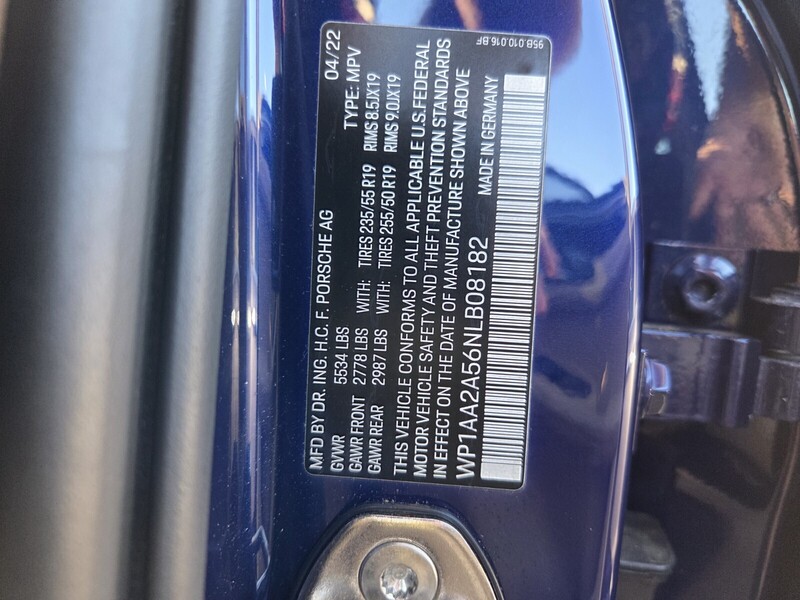 MFD BY DR. ING. H.C. F. PORSCHE AG 04/22
GVWR 5534 LBS TYPE: MPV
GAWR FRONT 2778 LBS WITH: TIRES 235/55 R19 RIMS 8.5JX19
GAWR REAR 2987 LBS WITH: TIRES 255/50 R19 RIMS 9.0JX19
THIS VEHICLE CONFORMS TO ALL APPLICABLE U.S.FEDERAL
MOTOR VEHICLE SAFETY AND THEFT PREVENTION STANDARDS
IN EFFECT ON THE DATE OF MANUFACTURE SHOWN ABOVE
WP1AA2A56NLB08182 MADE IN GERMANY
95B.010.016.BF